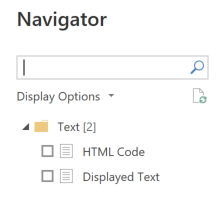 Navigator
Display Options
Text [2]
HTML Code
Displayed Text